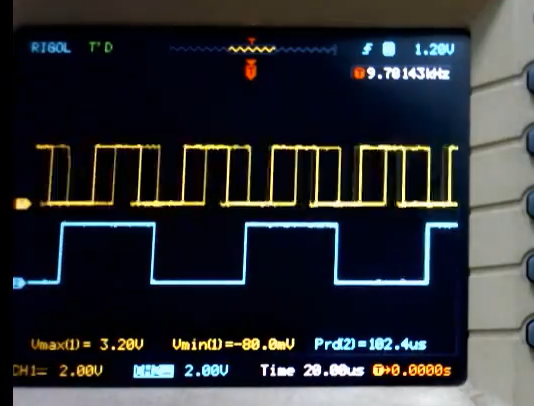 RIGOL T'D 1.20V
9.78143kHz
Vmax(1)= 3.20V Vmin(1)=-80.0mV Prd(2)=102.4us
CH1= 2.00V 2.00V Time 20.00us 0.0000s